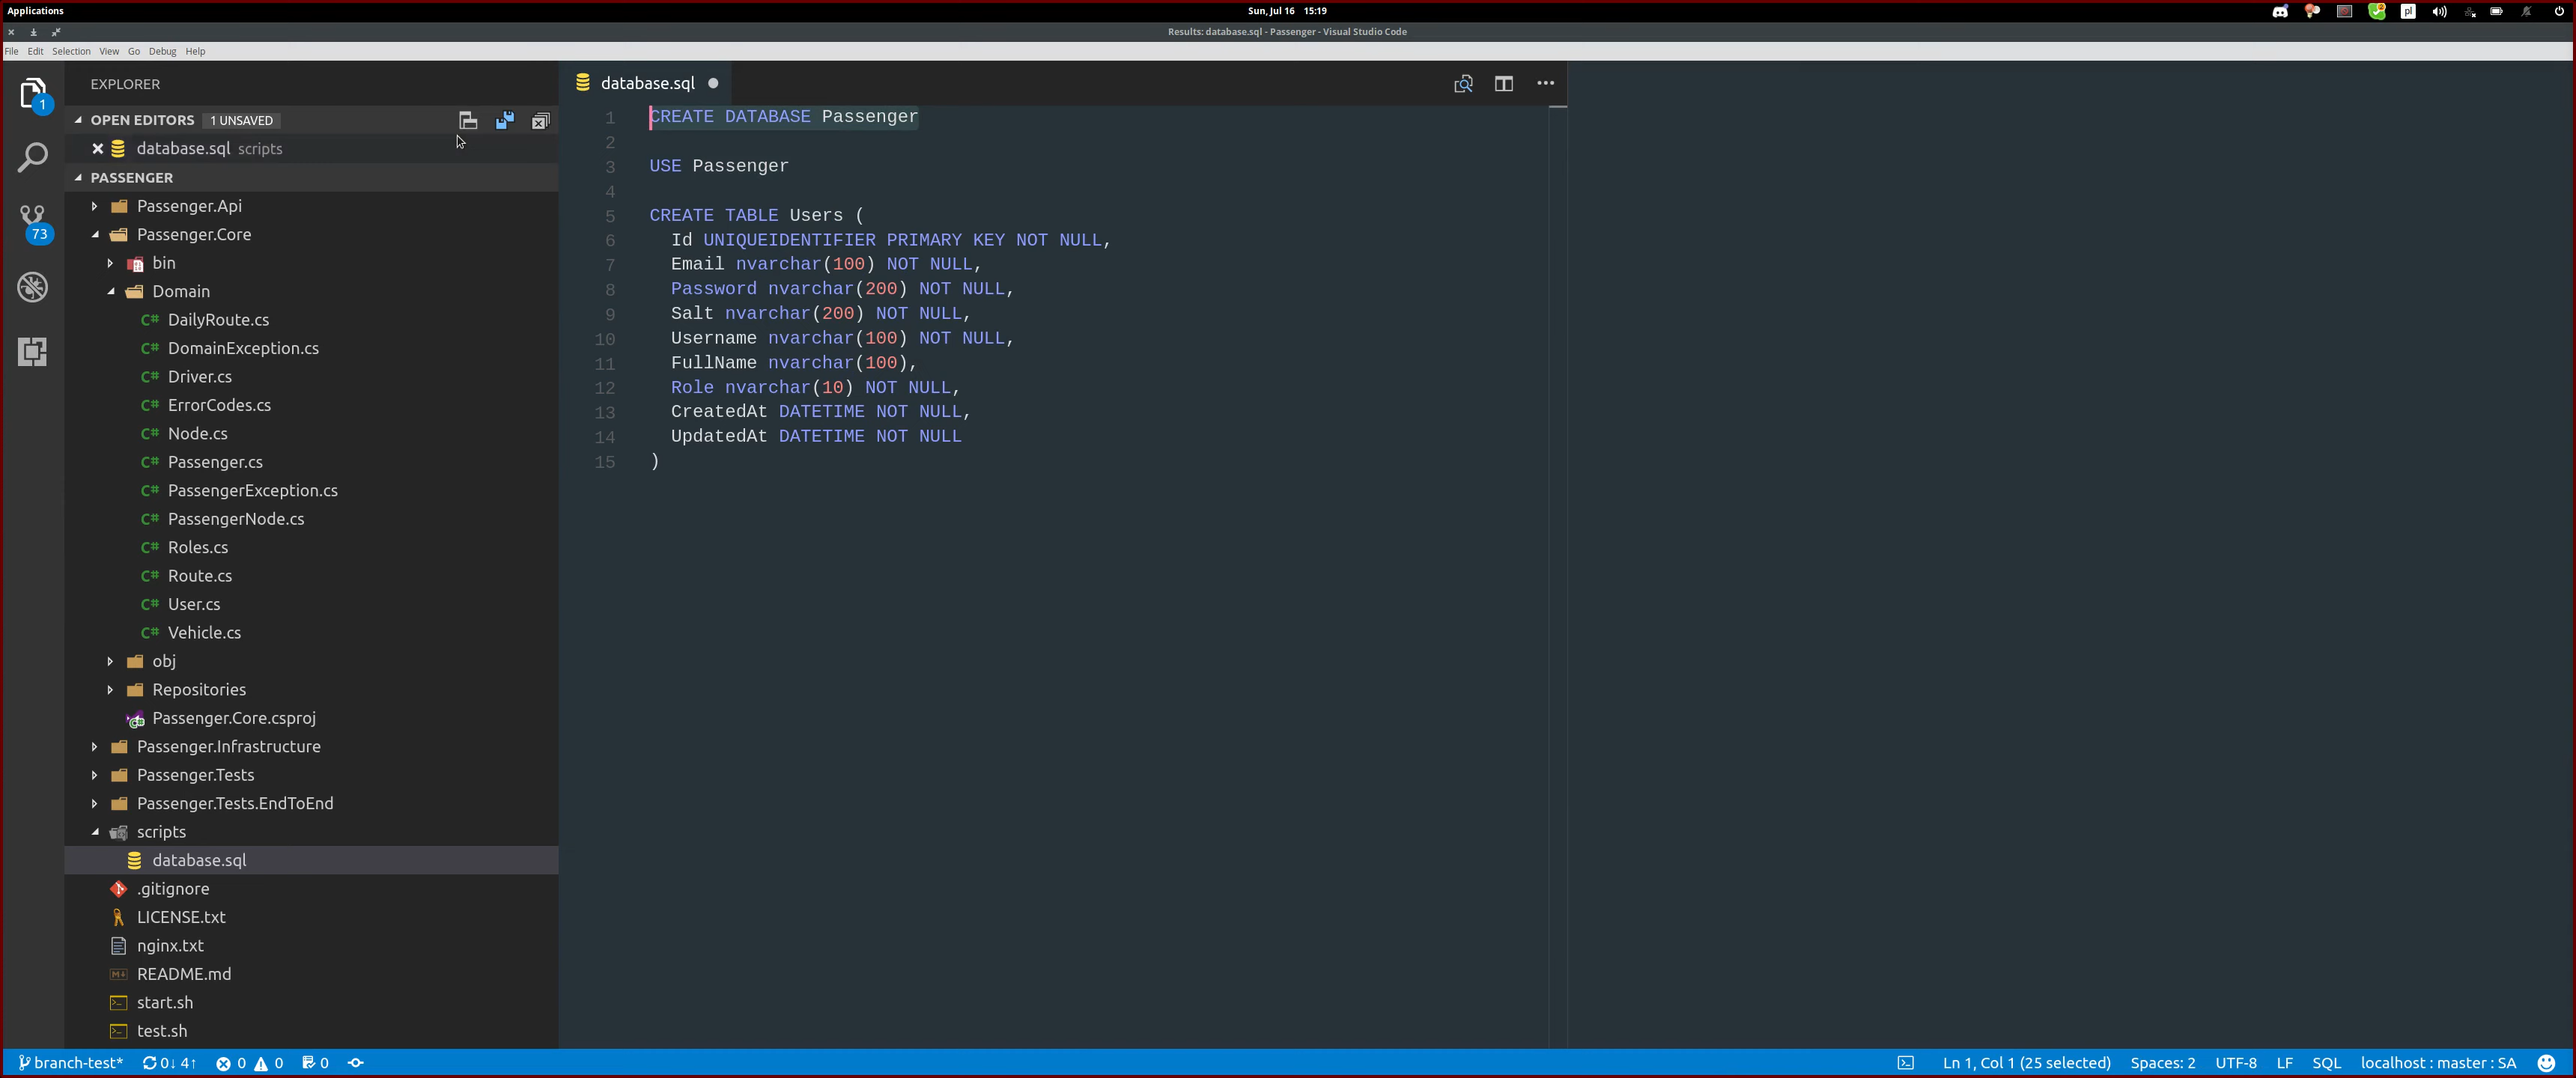 Applications
Sun, Jul 16 15:19
pl
Results: database.sql - Passenger - Visual Studio Code
File Edit Selection View Go Debug Help
EXPLORER
1
73
OPEN EDITORS 1 UNSAVED
database.sql scripts
PASSENGER
Passenger.Api
Passenger.Core
bin
Domain
C# DailyRoute.cs
C# DomainException.cs
C# Driver.cs
C# ErrorCodes.cs
C# Node.cs
C# Passenger.cs
C# PassengerException.cs
C# PassengerNode.cs
C# Roles.cs
C# Route.cs
C# User.cs
C# Vehicle.cs
obj
Repositories
Passenger.Core.csproj
Passenger.Infrastructure
Passenger.Tests
Passenger.Tests.EndToEnd
scripts
database.sql
.gitignore
LICENSE.txt
nginx.txt
README.md
start.sh
test.sh
database.sql
1 CREATE DATABASE Passenger
2
3 USE Passenger
4
5 CREATE TABLE Users (
6 Id UNIQUEIDENTIFIER PRIMARY KEY NOT NULL,
7 Email nvarchar(100) NOT NULL,
8 Password nvarchar(200) NOT NULL,
9 Salt nvarchar(200) NOT NULL,
10 Username nvarchar(100) NOT NULL,
11 FullName nvarchar(100),
12 Role nvarchar(10) NOT NULL,
13 CreatedAt DATETIME NOT NULL,
14 UpdatedAt DATETIME NOT NULL
15 )
branch-test* 0↓ 4↑ 0 0 0 Ln 1, Col 1 (25 selected) Spaces: 2 UTF-8 LF SQL localhost : master : SA